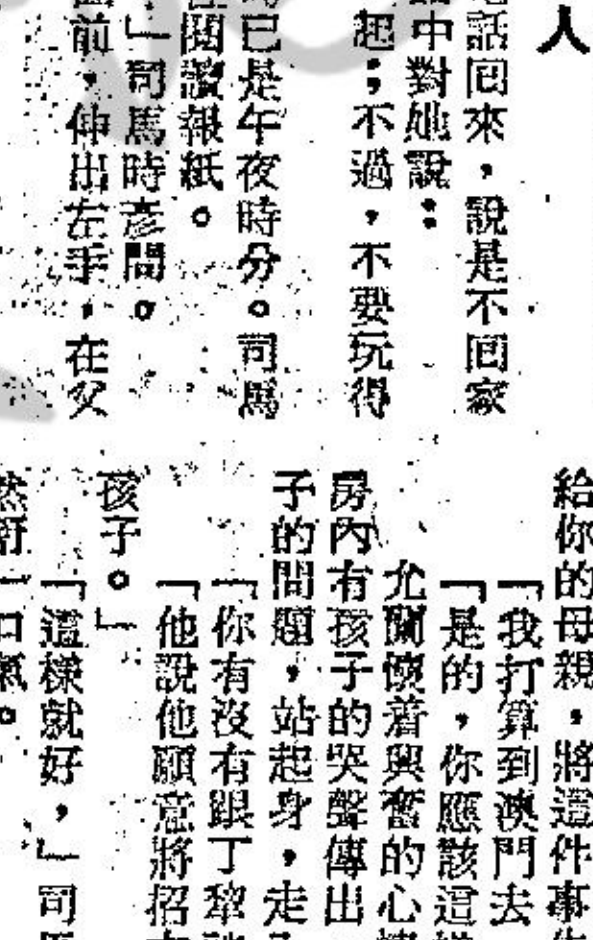 人
話回來，說是不回家
中對她說：
起；不過，不要玩得
已是午夜時分。司馬
閱讀報紙。
」司馬時彥問。
前，伸出左手，在父
給你的母親，將這件事
「我打算到澳門去
「是的，你應該這
允關懷着興奮的心
房內有孩子的哭聲傳出
子的問題，站起身，走
「你有沒有跟丁犂
「他說他願意將招
孩子。」
「這樣就好，」司
舒一口氣。